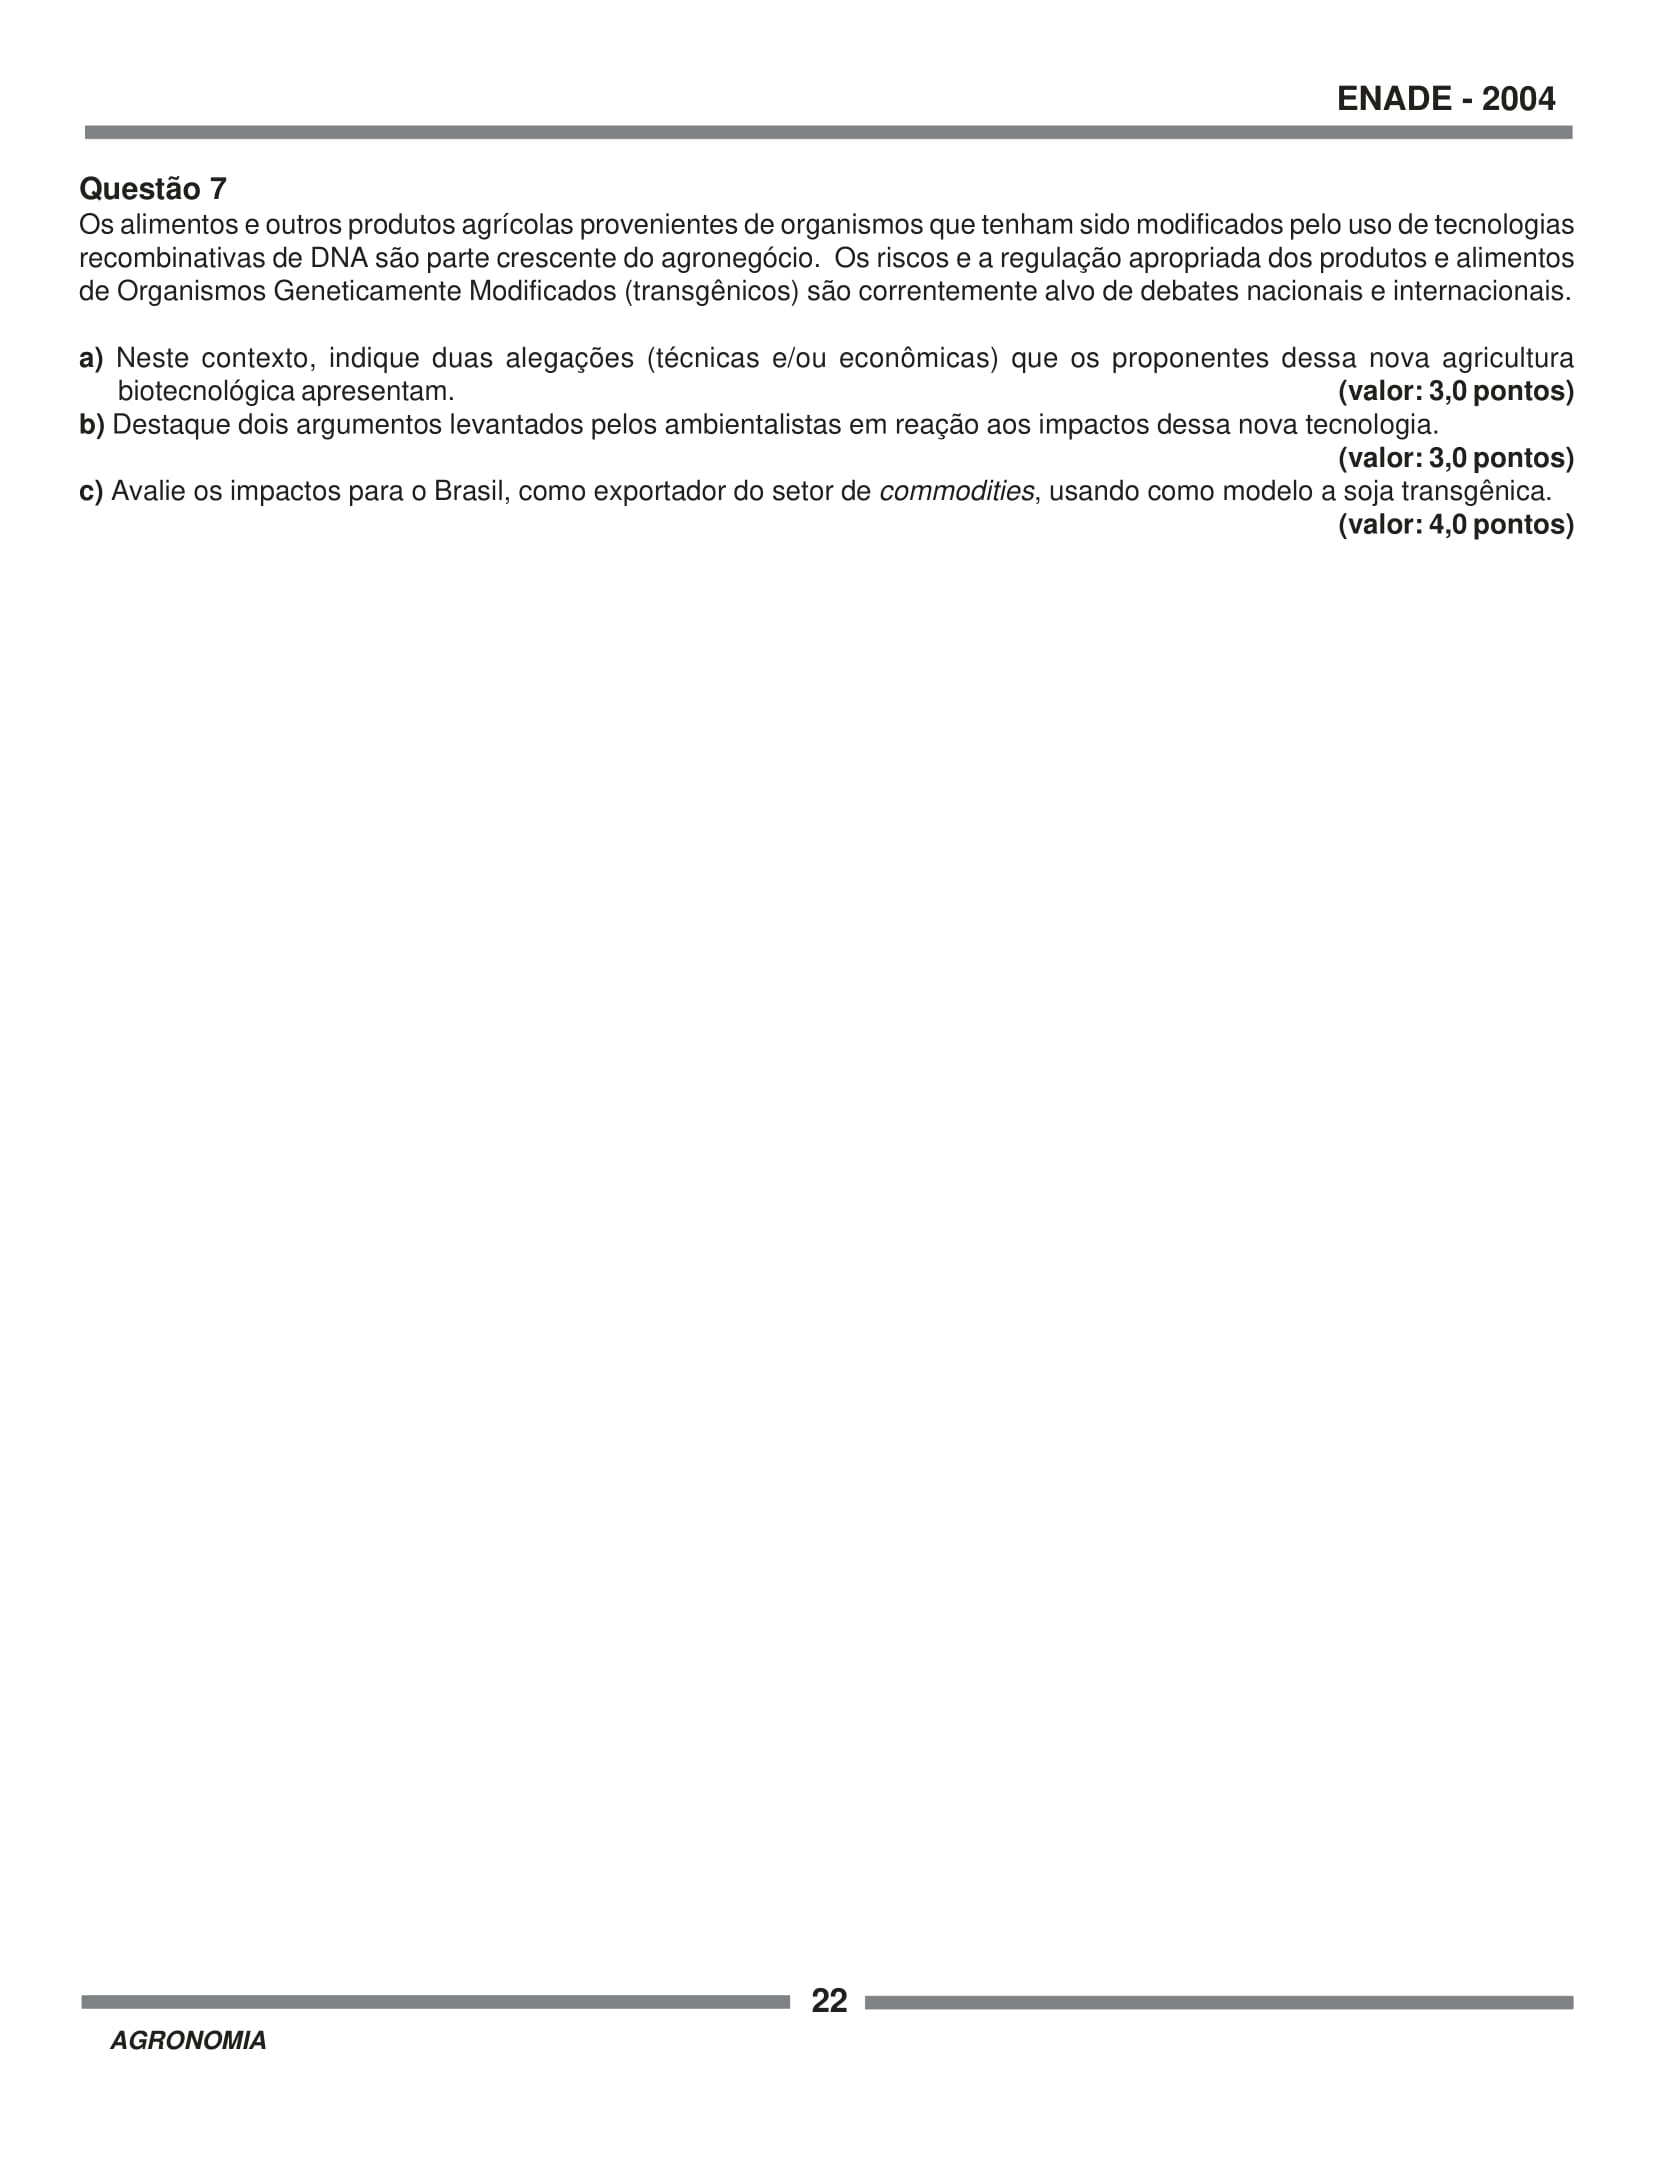 ENADE - 2004
Questão 7
Os alimentos e outros produtos agrícolas provenientes de organismos que tenham sido modificados pelo uso de tecnologias
recombinativas de DNA são parte crescente do agronegócio. Os riscos e a regulação apropriada dos produtos e alimentos
de Organismos Geneticamente Modificados (transgênicos) são correntemente alvo de debates nacionais e internacionais.
a) Neste contexto, indique duas alegações (técnicas e/ou econômicas) que os proponentes dessa nova agricultura
biotecnológica apresentam. (valor: 3,0 pontos)
b) Destaque dois argumentos levantados pelos ambientalistas em reação aos impactos dessa nova tecnologia.
(valor: 3,0 pontos)
c) Avalie os impactos para o Brasil, como exportador do setor de commodities, usando como modelo a soja transgênica.
(valor: 4,0 pontos)
22
AGRONOMIA